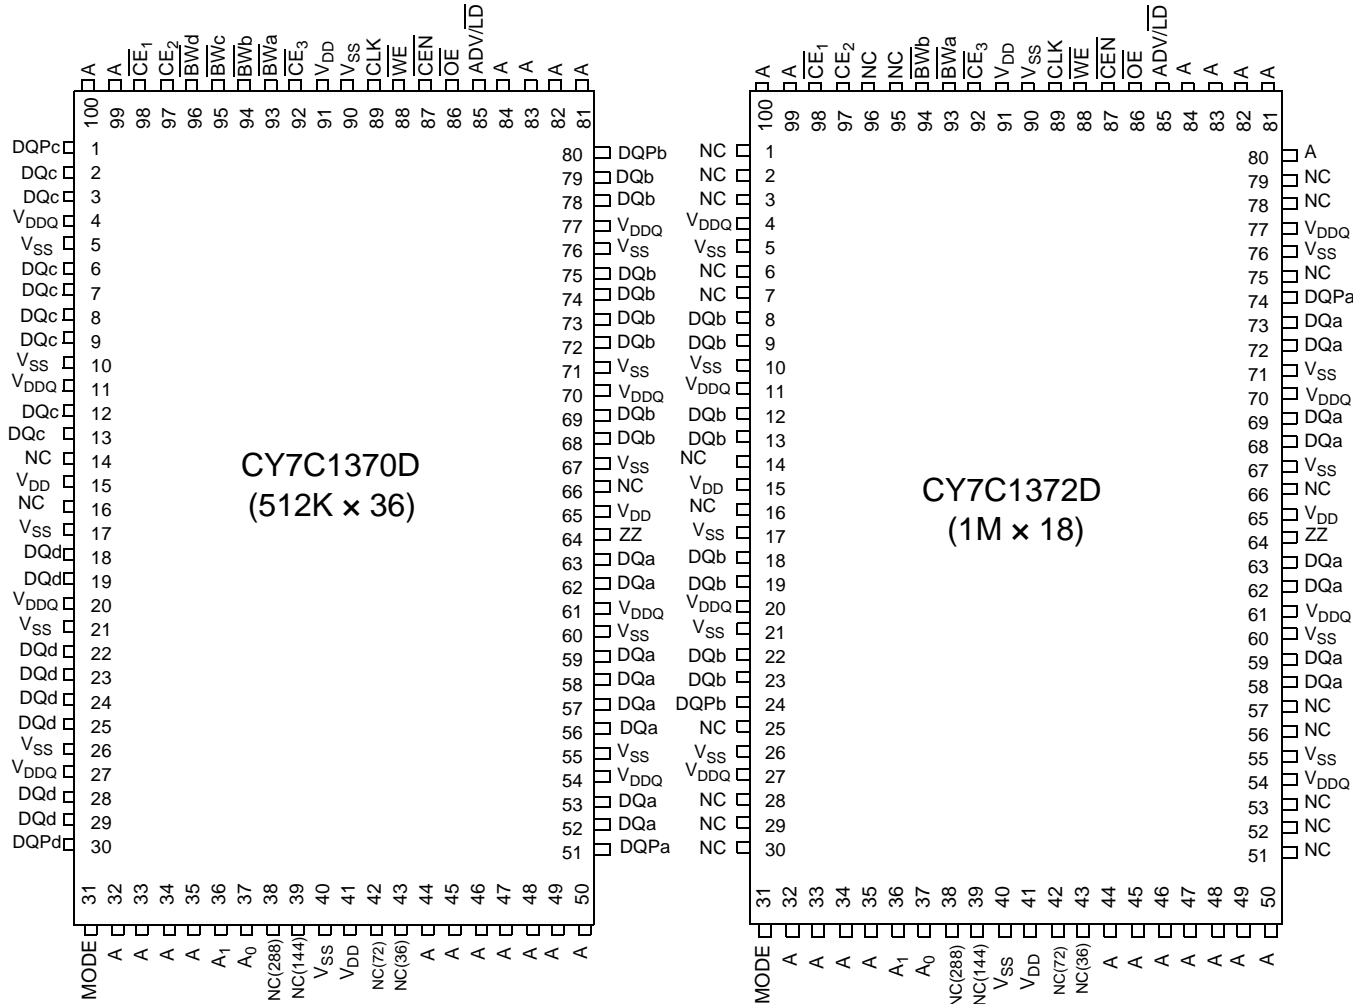 A A CE1 CE2 BWd BWc BWb BWa CE3 VDD VSS CLK WE CEN OE ADV/LD A A A A
100 99 98 97 96 95 94 93 92 91 90 89 88 87 86 85 84 83 82 81
DQPc 1
DQc 2
DQc 3
VDDQ 4
VSS 5
DQc 6
DQc 7
DQc 8
DQc 9
VSS 10
VDDQ 11
DQc 12
DQc 13
NC 14
VDD 15
NC 16
VSS 17
DQd 18
DQd 19
VDDQ 20
VSS 21
DQd 22
DQd 23
DQd 24
DQd 25
VSS 26
VDDQ 27
DQd 28
DQd 29
DQPd 30
CY7C1370D
(512K × 36)
80 DQPb
79 DQb
78 DQb
77 VDDQ
76 VSS
75 DQb
74 DQb
73 DQb
72 DQb
71 VSS
70 VDDQ
69 DQb
68 DQb
67 VSS
66 NC
65 VDD
64 ZZ
63 DQa
62 DQa
61 VDDQ
60 VSS
59 DQa
58 DQa
57 DQa
56 DQa
55 VSS
54 VDDQ
53 DQa
52 DQa
51 DQPa
31 32 33 34 35 36 37 38 39 40 41 42 43 44 45 46 47 48 49 50
MODE A A A A A1 A0 NC(288) NC(144) VSS VDD NC(72) NC(36) A A A A A A A
A A CE1 CE2 NC NC BWb BWa CE3 VDD VSS CLK WE CEN OE ADV/LD A A A A
100 99 98 97 96 95 94 93 92 91 90 89 88 87 86 85 84 83 82 81
NC 1
NC 2
NC 3
VDDQ 4
VSS 5
NC 6
NC 7
DQb 8
DQb 9
VSS 10
VDDQ 11
DQb 12
DQb 13
NC 14
VDD 15
NC 16
VSS 17
DQb 18
DQb 19
VDDQ 20
VSS 21
DQb 22
DQb 23
DQPb 24
NC 25
VSS 26
VDDQ 27
NC 28
NC 29
NC 30
CY7C1372D
(1M × 18)
80 A
79 NC
78 NC
77 VDDQ
76 VSS
75 NC
74 DQPa
73 DQa
72 DQa
71 VSS
70 VDDQ
69 DQa
68 DQa
67 VSS
66 NC
65 VDD
64 ZZ
63 DQa
62 DQa
61 VDDQ
60 VSS
59 DQa
58 DQa
57 NC
56 NC
55 VSS
54 VDDQ
53 NC
52 NC
51 NC
31 32 33 34 35 36 37 38 39 40 41 42 43 44 45 46 47 48 49 50
MODE A A A A A1 A0 NC(288) NC(144) VSS VDD NC(72) NC(36) A A A A A A A